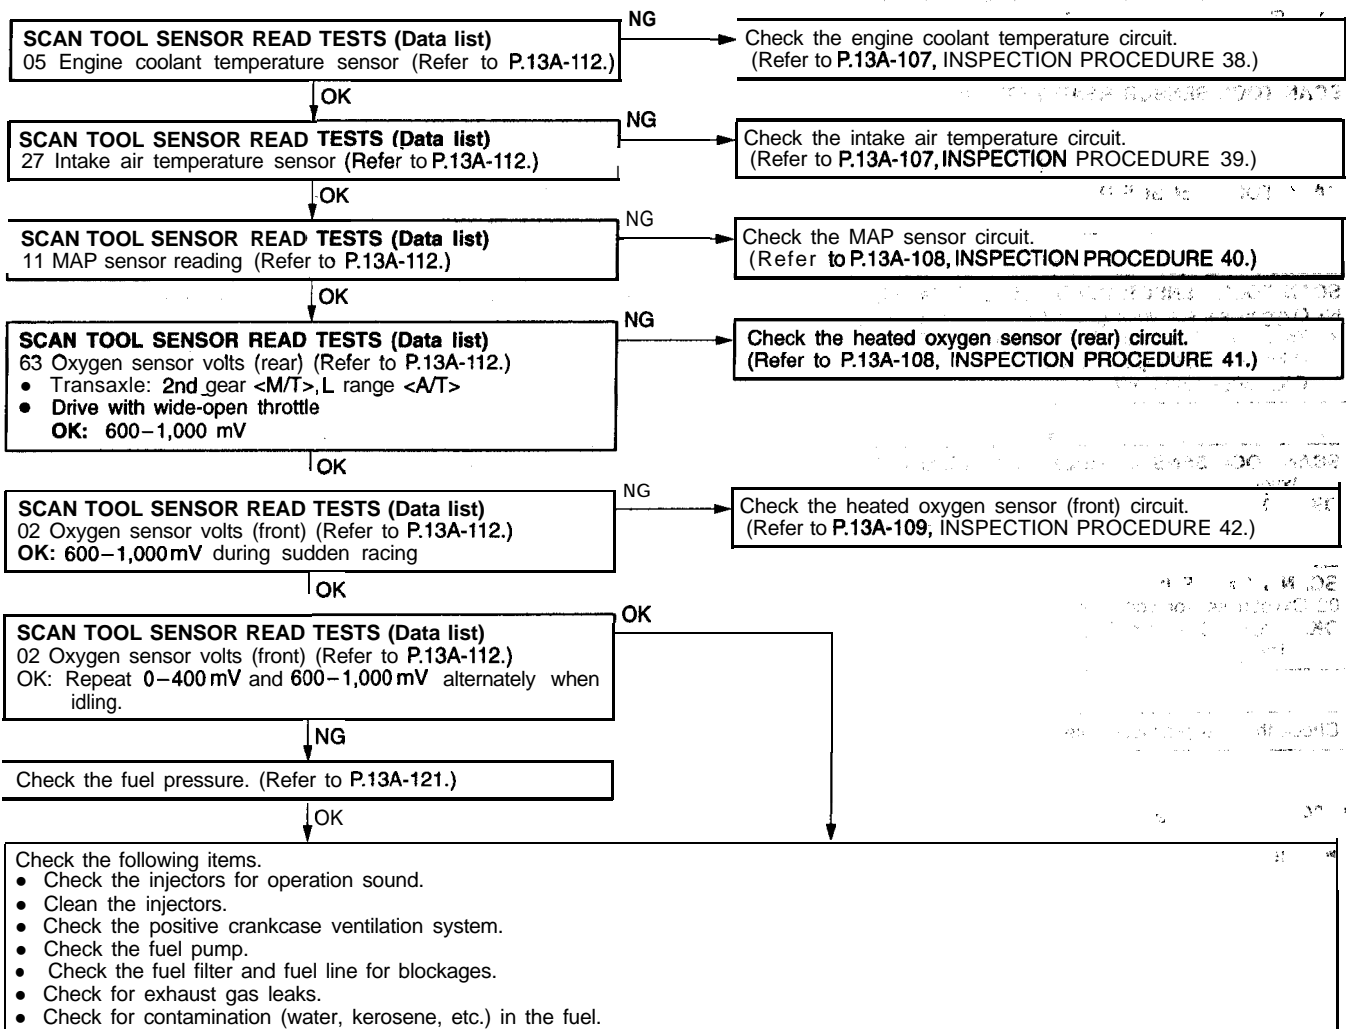 NG
SCAN TOOL SENSOR READ TESTS (Data list)
05 Engine coolant temperature sensor (Refer to P.13A-112.)
Check the engine coolant temperature circuit.
(Refer to P.13A-107, INSPECTION PROCEDURE 38.)
OK
NG
SCAN TOOL SENSOR READ TESTS (Data list)
27 Intake air temperature sensor (Refer to P.13A-112.)
Check the intake air temperature circuit.
(Refer to P.13A-107, INSPECTION PROCEDURE 39.)
OK
NG
SCAN TOOL SENSOR READ TESTS (Data list)
11 MAP sensor reading (Refer to P.13A-112.)
Check the MAP sensor circuit.
(Refer to P.13A-108, INSPECTION PROCEDURE 40.)
OK
NG
SCAN TOOL SENSOR READ TESTS (Data list)
63 Oxygen sensor volts (rear) (Refer to P.13A-112.)
• Transaxle: 2nd gear <M/T>, L range <A/T>
• Drive with wide-open throttle
OK: 600–1,000 mV
Check the heated oxygen sensor (rear) circuit.
(Refer to P.13A-108, INSPECTION PROCEDURE 41.)
OK
NG
SCAN TOOL SENSOR READ TESTS (Data list)
02 Oxygen sensor volts (front) (Refer to P.13A-112.)
OK: 600–1,000 mV during sudden racing
Check the heated oxygen sensor (front) circuit.
(Refer to P.13A-109, INSPECTION PROCEDURE 42.)
OK
OK
SCAN TOOL SENSOR READ TESTS (Data list)
02 Oxygen sensor volts (front) (Refer to P.13A-112.)
OK: Repeat 0–400 mV and 600–1,000 mV alternately when
idling.
NG
Check the fuel pressure. (Refer to P.13A-121.)
OK
Check the following items.
• Check the injectors for operation sound.
• Clean the injectors.
• Check the positive crankcase ventilation system.
• Check the fuel pump.
• Check the fuel filter and fuel line for blockages.
• Check for exhaust gas leaks.
• Check for contamination (water, kerosene, etc.) in the fuel.